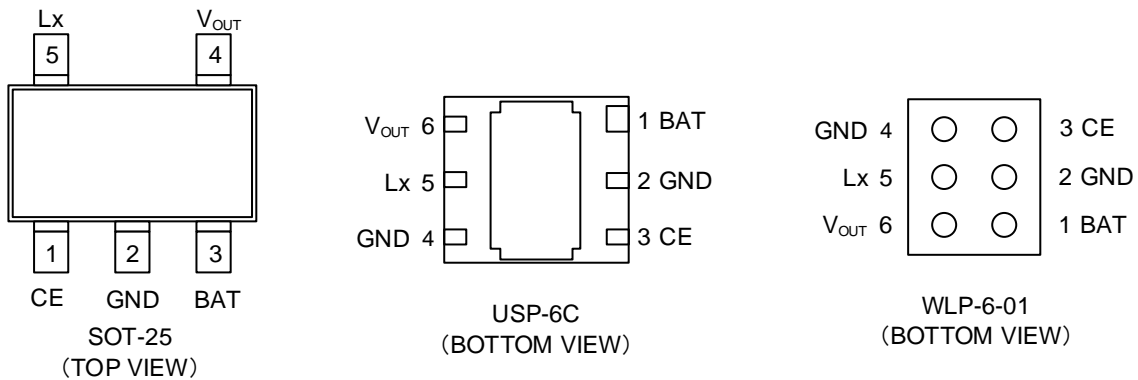 Lx VOUT
5 4
1 2 3
CE GND BAT
SOT-25
（TOP VIEW）
VOUT 6 1 BAT
Lx 5 2 GND
GND 4 3 CE
USP-6C
（BOTTOM VIEW）
GND 4 3 CE
Lx 5 2 GND
VOUT 6 1 BAT
WLP-6-01
（BOTTOM VIEW）